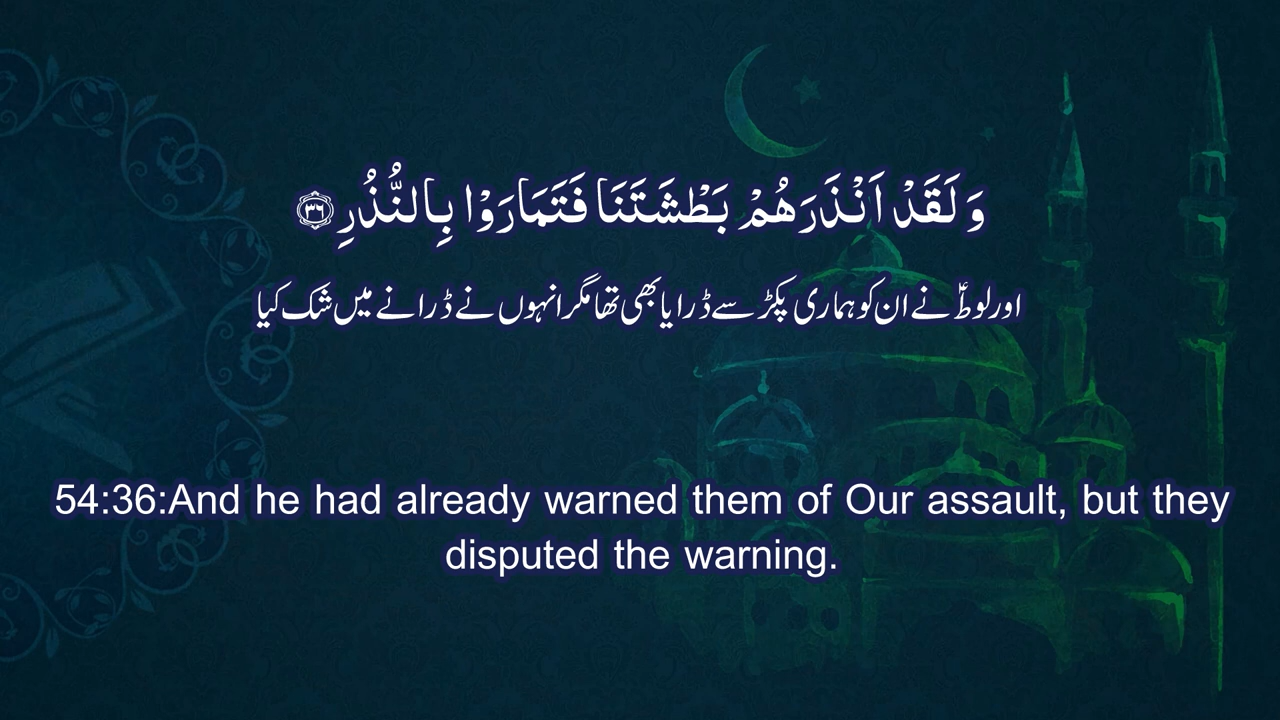 وَ لَقَدْ اَنْذَرَهُمْ بَطْشَتَنَا فَتَمَارَوْا بِالنُّذُرِ ۝۳۶
اور لوطؑ نے ان کو ہماری پکڑ سے ڈرایا بھی تھا مگر انہوں نے ڈرانے میں شک کیا
54:36:And he had already warned them of Our assault, but they
disputed the warning.